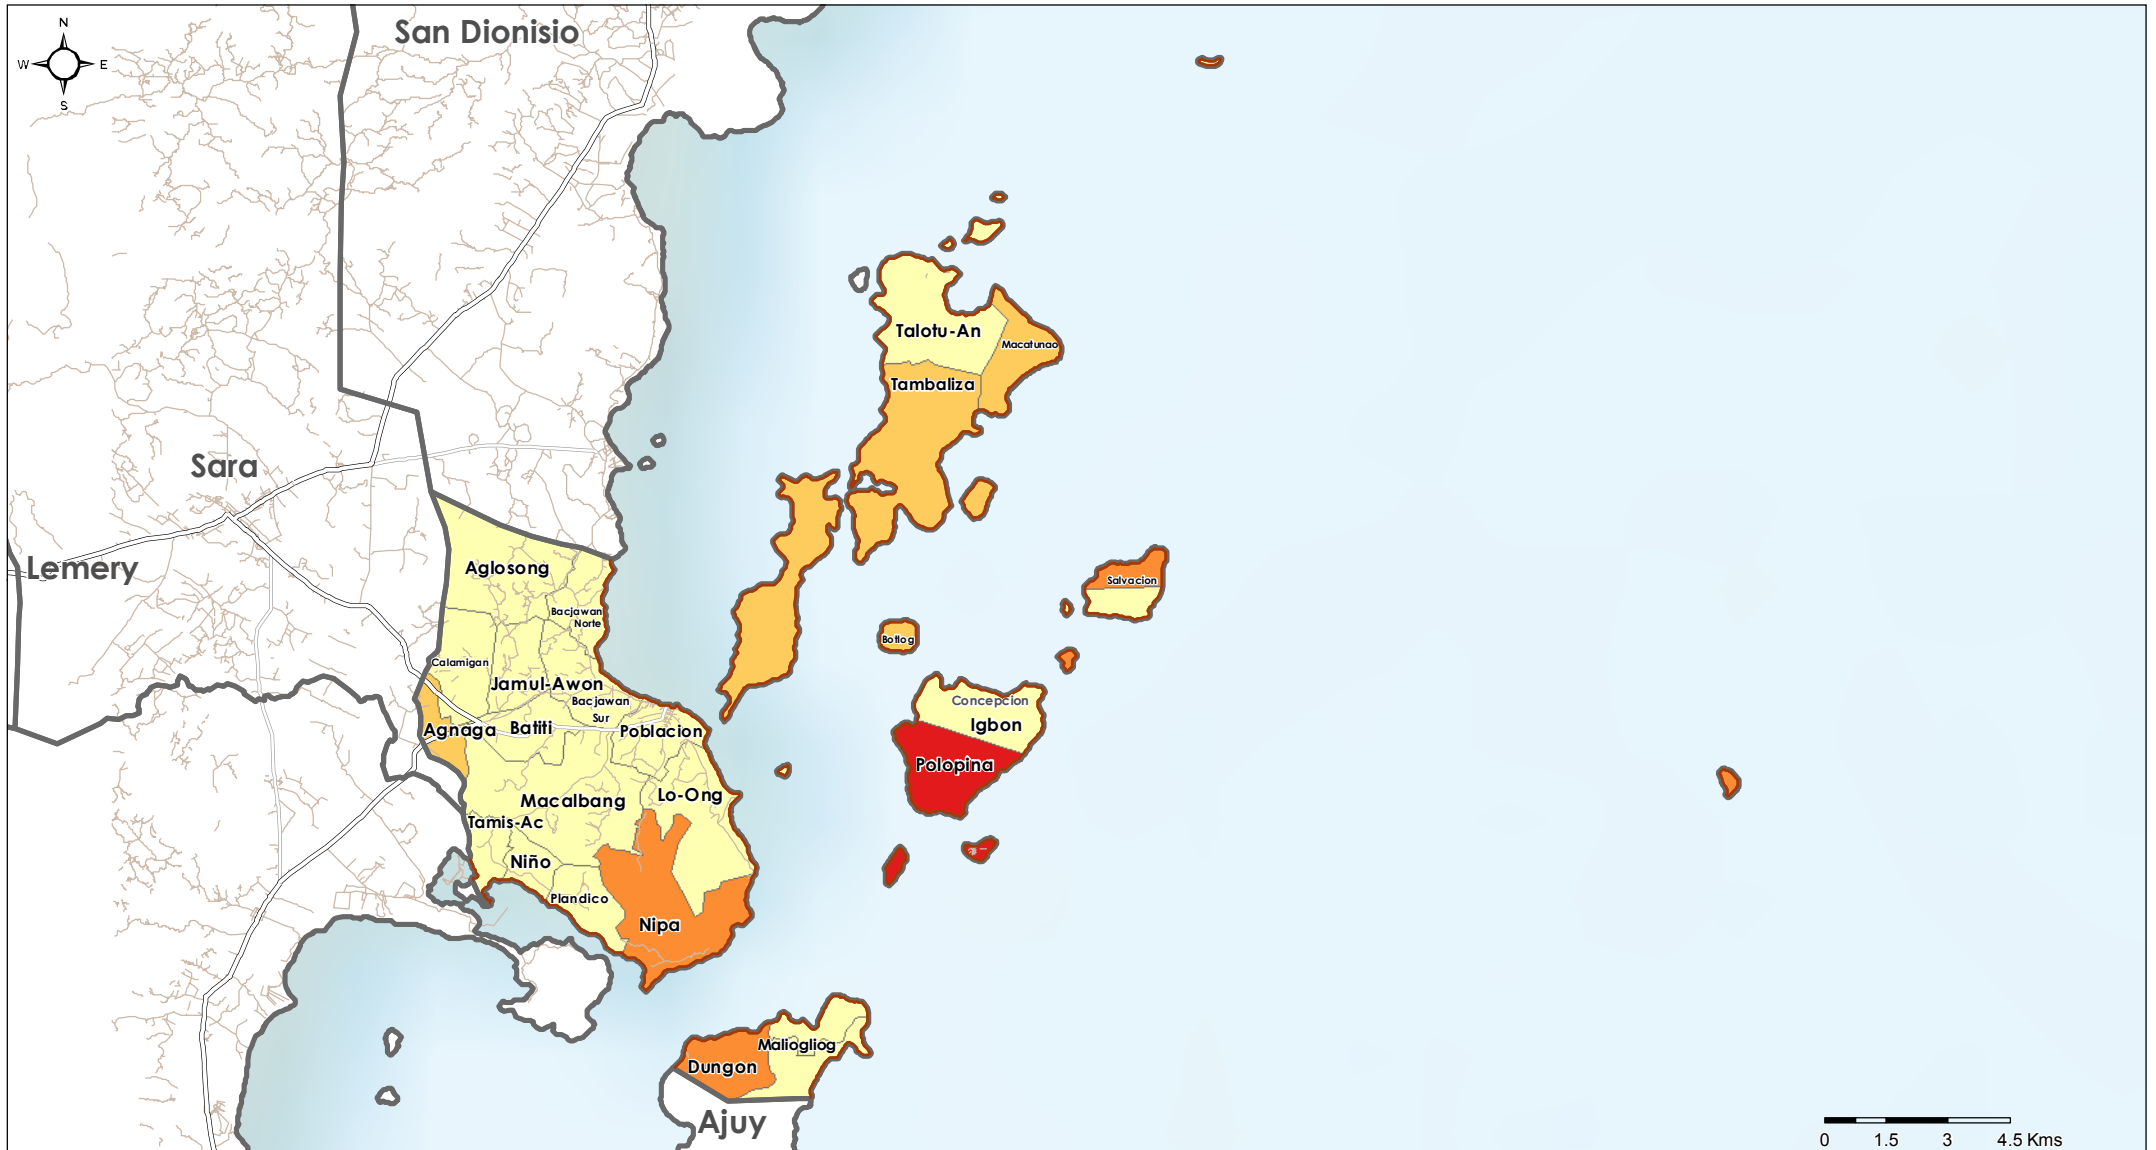 San Dionisio
N
W E
S
Talotu-An
Macatunao
Tambaliza
Sara
Lemery
Aglosong
Salvacion
Bacjawan
Norte
Botlog
Calamigan
Jamul-Awon
Bacjawan
Sur
Concepcion
Igbon
Agnaga
Batiti
Poblacion
Polopina
Macalbang
Lo-Ong
Tamis-Ac
Niño
Plandico
Nipa
Maliogliog
Dungon
Ajuy
0 1.5 3 4.5 Kms